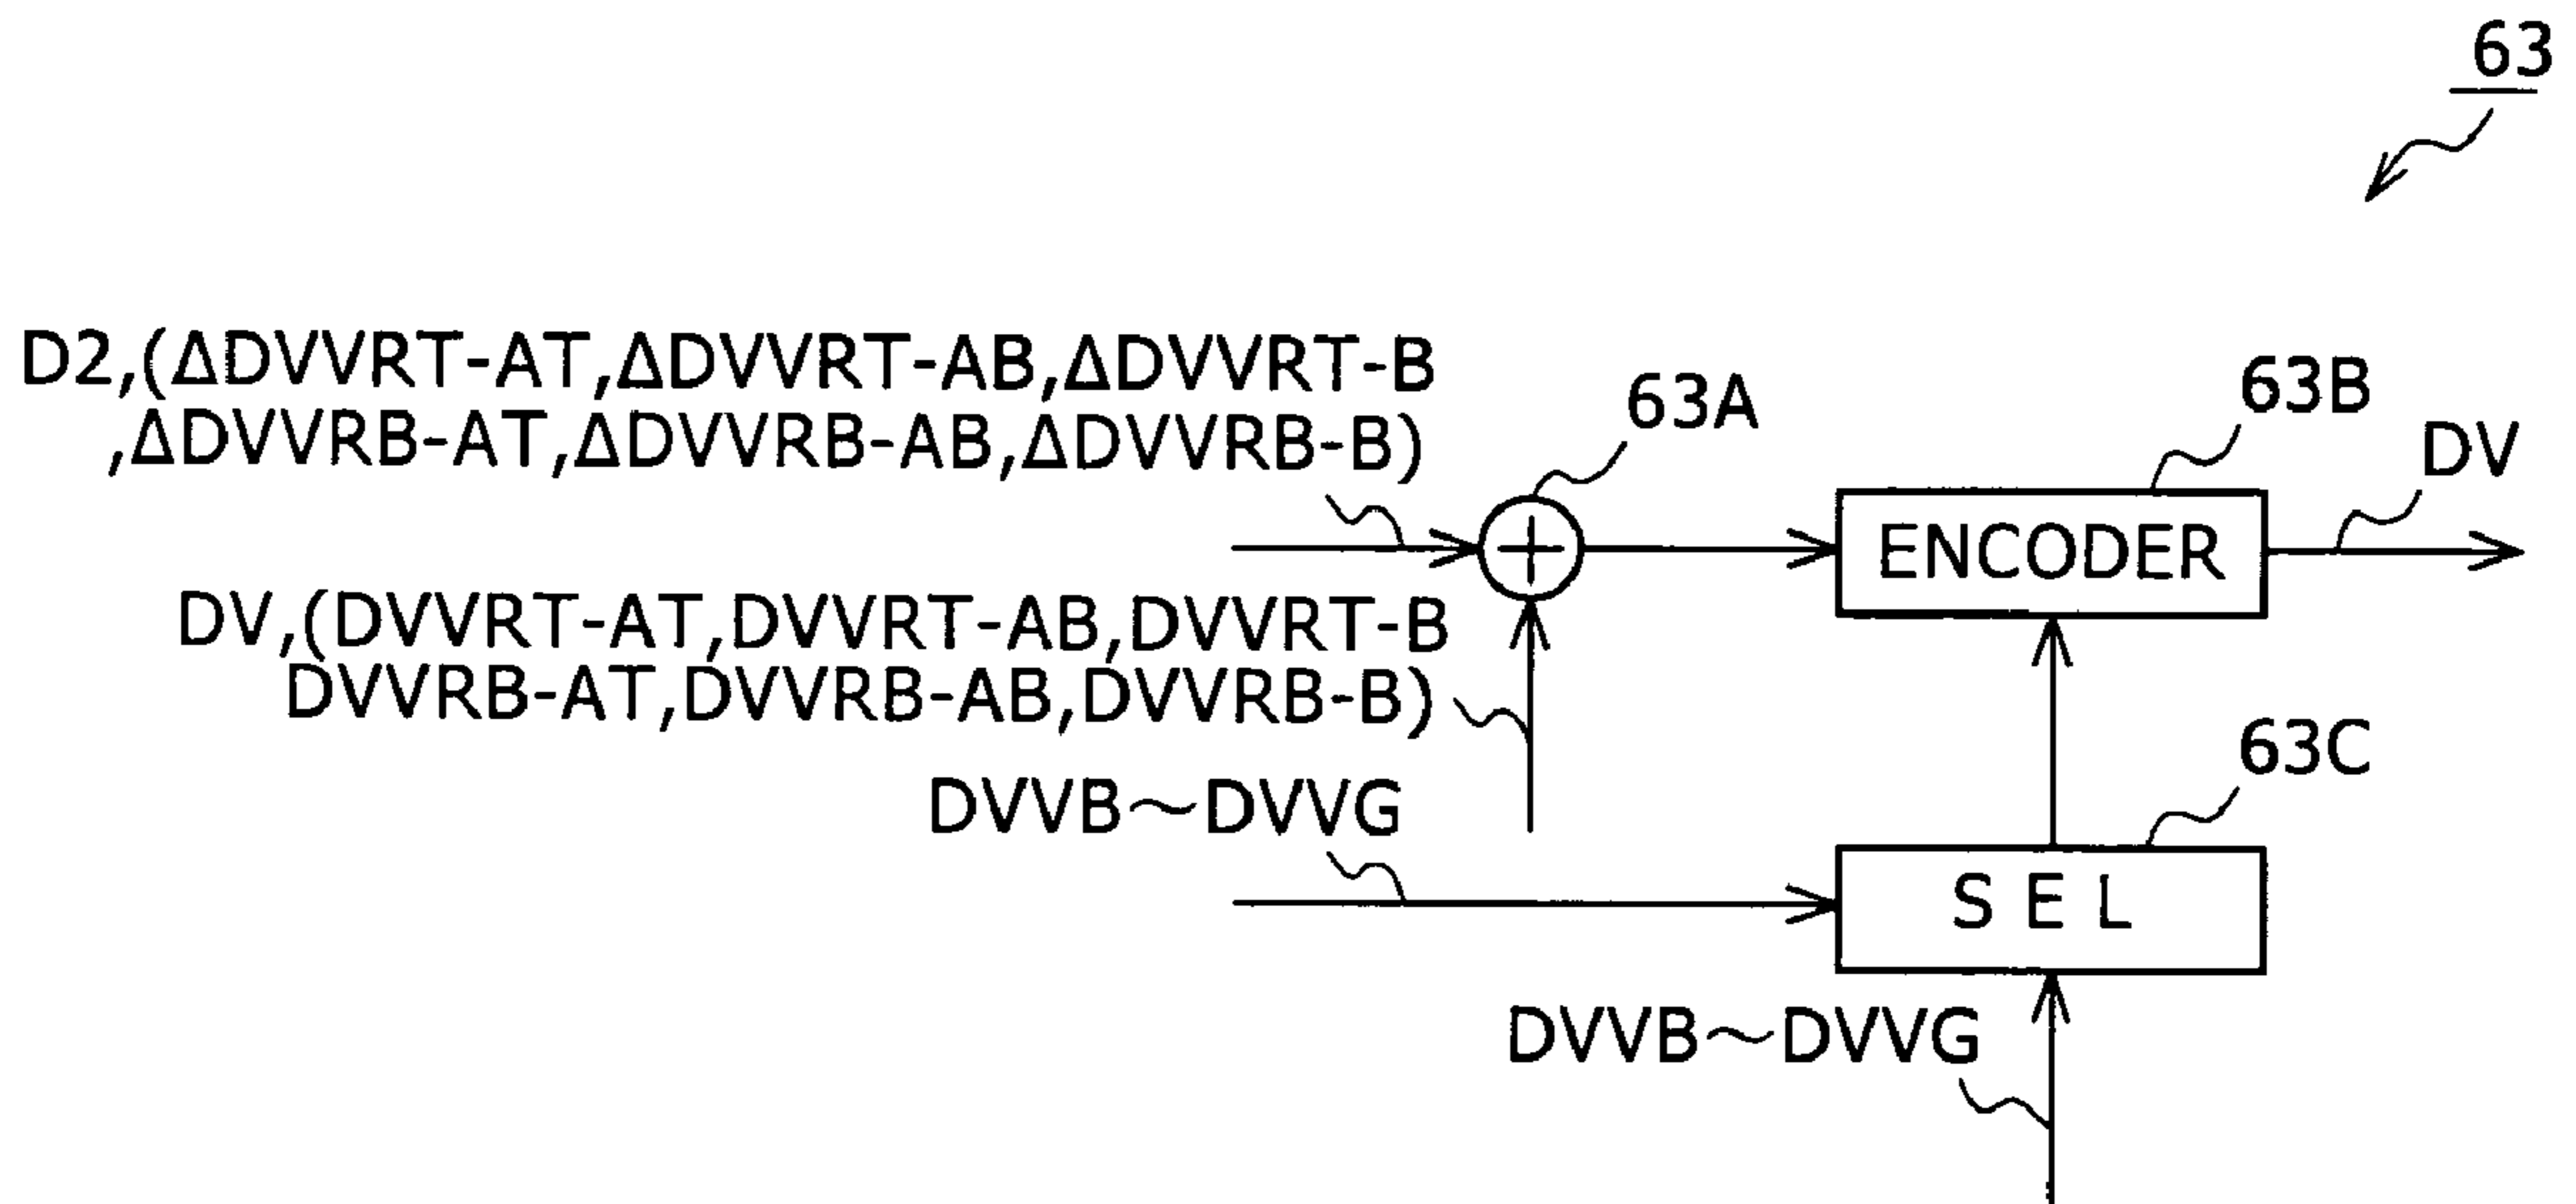 63
D2,(ΔDVVRT-AT,ΔDVVRT-AB,ΔDVVRT-B
,ΔDVVRB-AT,ΔDVVRB-AB,ΔDVVRB-B)
63A
63B
DV
ENCODER
DV,(DVVRT-AT,DVVRT-AB,DVVRT-B
DVVRB-AT,DVVRB-AB,DVVRB-B)
63C
DVVB~DVVG
SEL
DVVB~DVVG